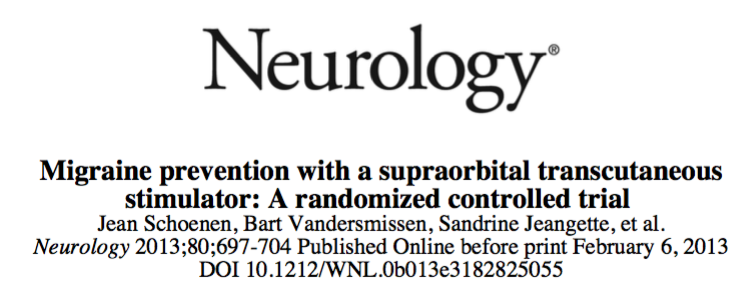 Neurology®
Migraine prevention with a supraorbital transcutaneous
stimulator: A randomized controlled trial
Jean Schoenen, Bart Vandersmissen, Sandrine Jeangette, et al.
Neurology 2013;80;697-704 Published Online before print February 6, 2013
DOI 10.1212/WNL.0b013e3182825055